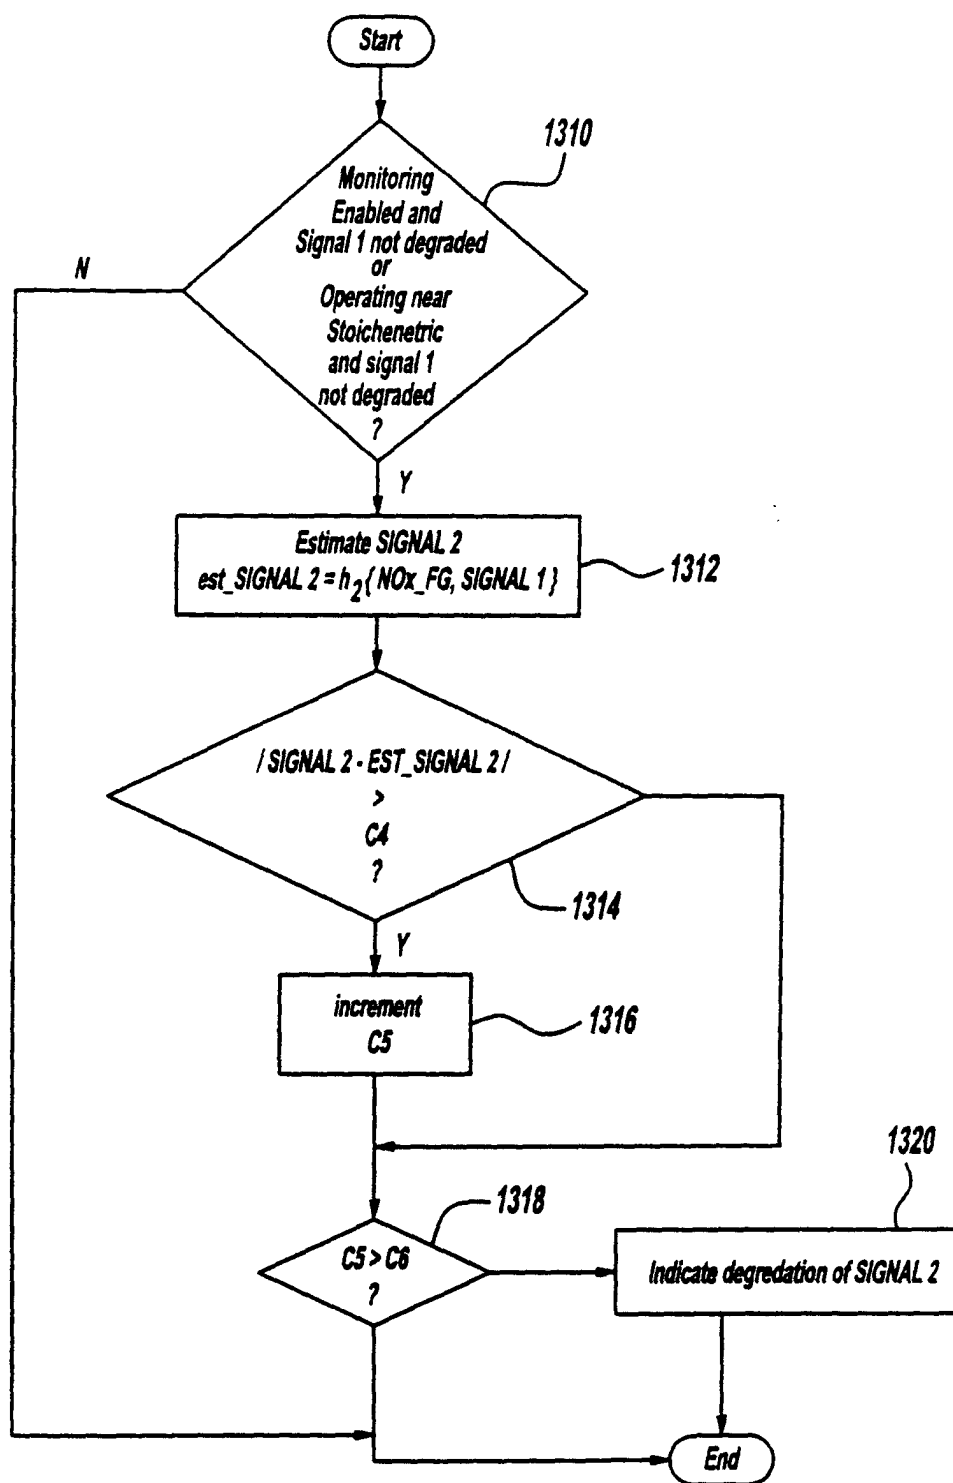 Start
1310
Monitoring
Enabled and
Signal 1 not degraded
or
Operating near
Stoichenetric
and signal 1
not degraded
?
N
Y
Estimate SIGNAL 2
est_SIGNAL 2 = h2{ NOx_FG, SIGNAL 1 }
1312
/ SIGNAL 2 - EST_SIGNAL 2 /
>
C4
?
1314
Y
increment
C5
1316
1320
1318
C5 > C6
?
Indicate degredation of SIGNAL 2
End